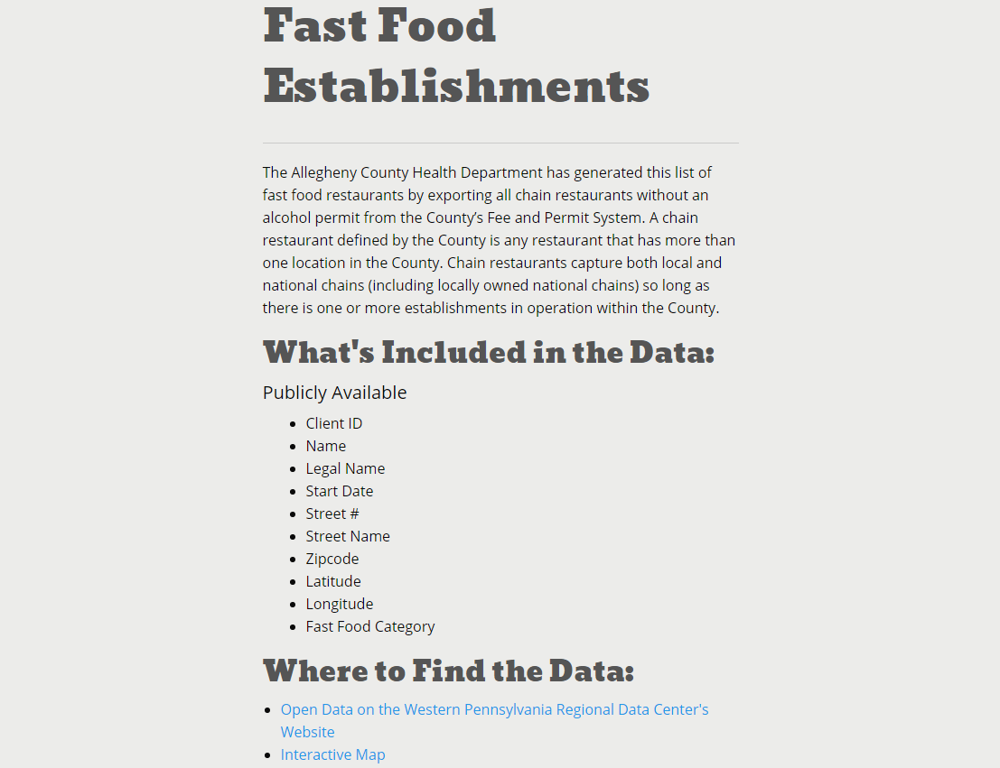 Fast Food
Establishments
The Allegheny County Health Department has generated this list of
fast food restaurants by exporting all chain restaurants without an
alcohol permit from the County’s Fee and Permit System. A chain
restaurant defined by the County is any restaurant that has more than
one location in the County. Chain restaurants capture both local and
national chains (including locally owned national chains) so long as
there is one or more establishments in operation within the County.
What's Included in the Data:
Publicly Available
• Client ID
• Name
• Legal Name
• Start Date
• Street #
• Street Name
• Zipcode
• Latitude
• Longitude
• Fast Food Category
Where to Find the Data:
• Open Data on the Western Pennsylvania Regional Data Center's
Website
• Interactive Map